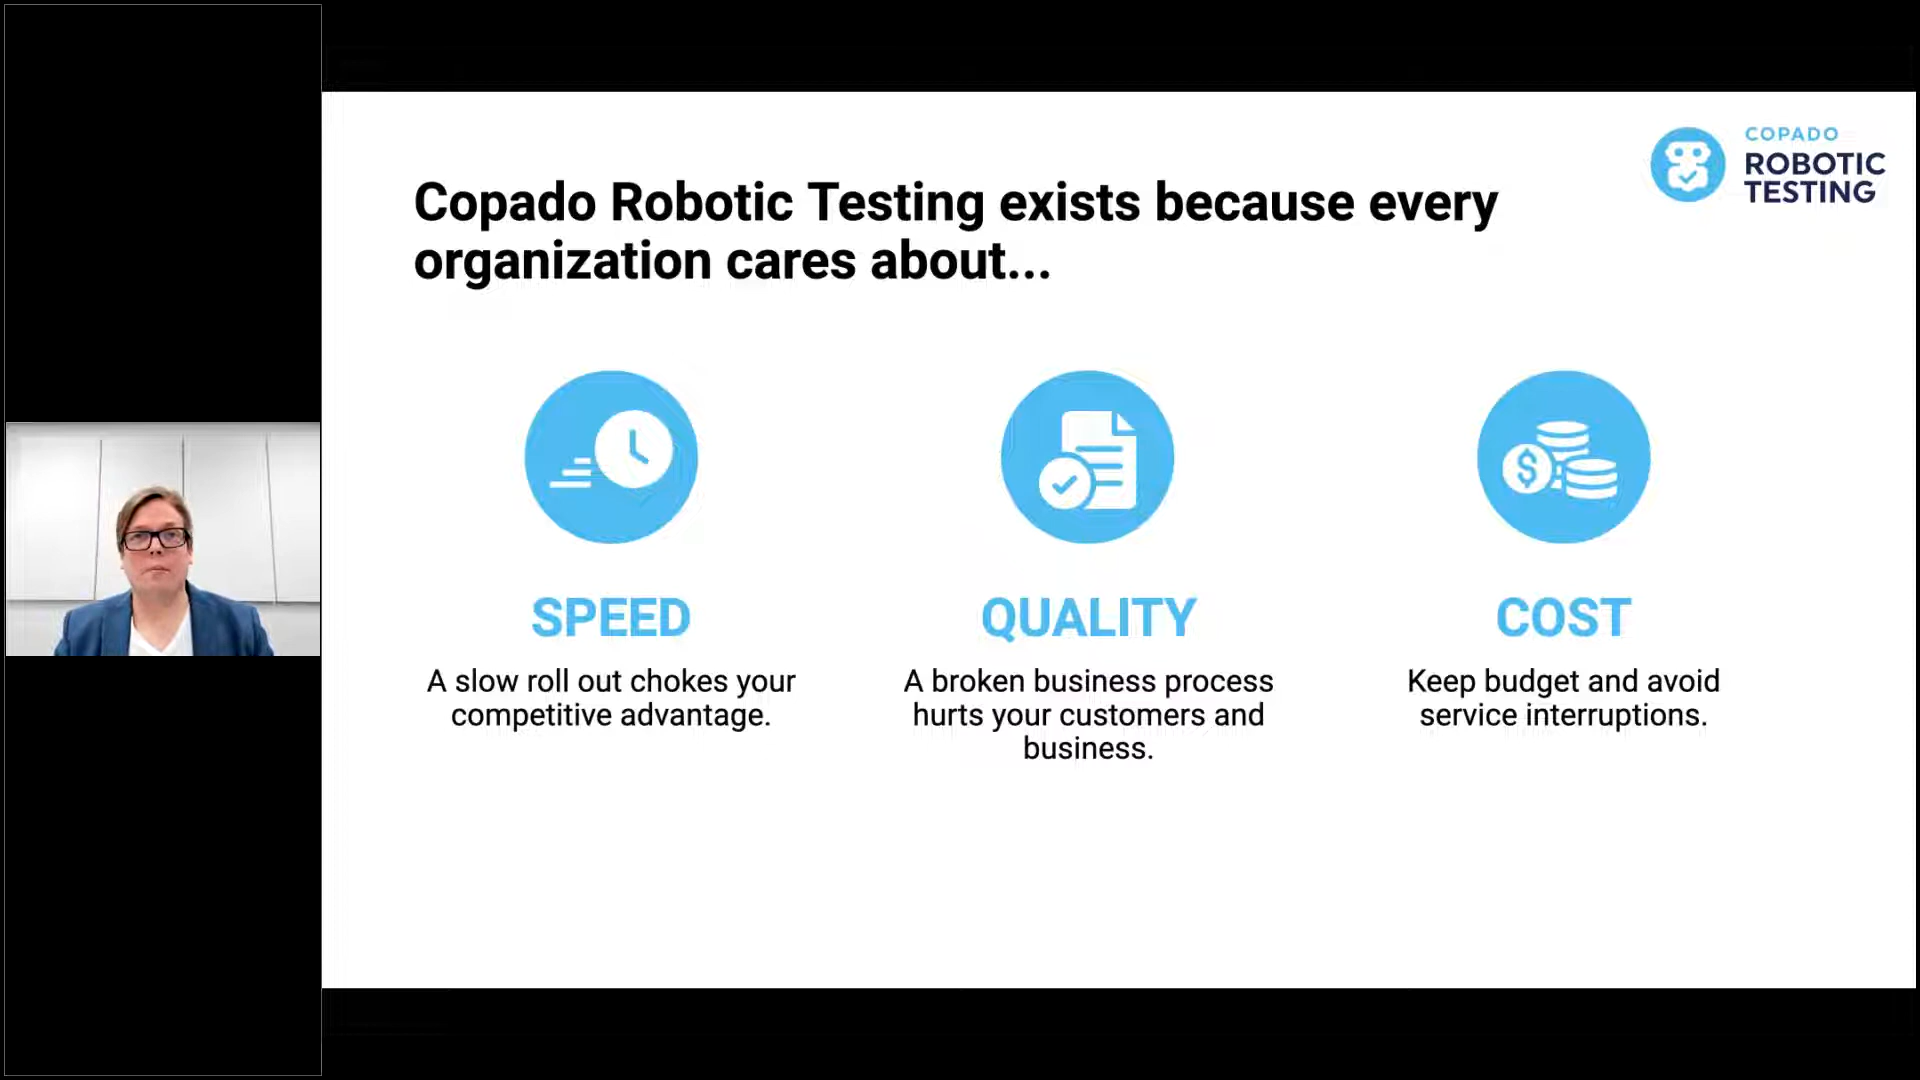 COPADO
ROBOTIC
TESTING
Copado Robotic Testing exists because every
organization cares about...
$
SPEED
A slow roll out chokes your
competitive advantage.
QUALITY
A broken business process
hurts your customers and
business.
COST
Keep budget and avoid
service interruptions.